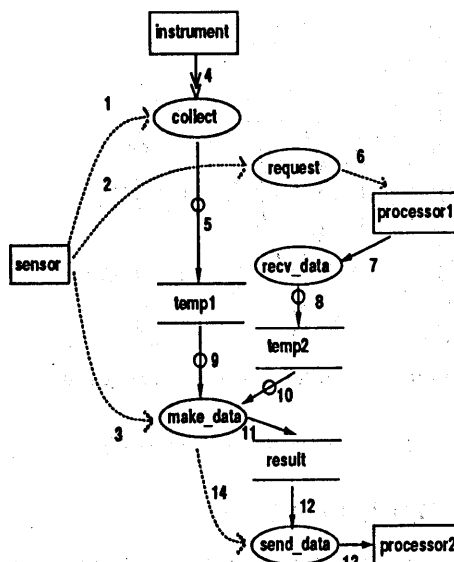 instrument
4
1
collect
2
request
6
5
processor1
sensor
recv_data
7
8
temp1
temp2
9
10
3
make_data
11
result
14
12
send_data
processor2
13